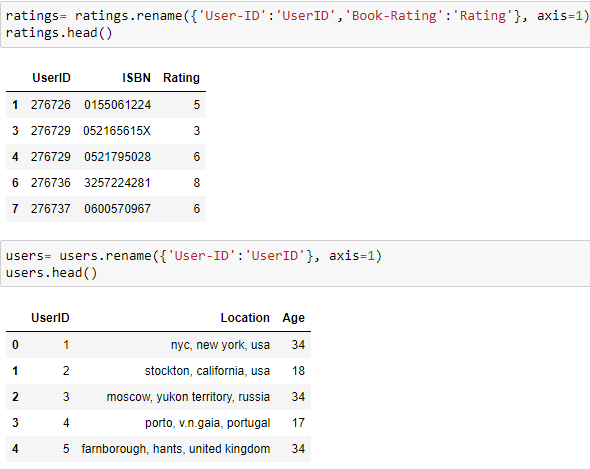 ratings= ratings.rename({'User-ID':'UserID','Book-Rating':'Rating'}, axis=1)
ratings.head()
UserID ISBN Rating
1 276726 0155061224 5
3 276729 052165615X 3
4 276729 0521795028 6
6 276736 3257224281 8
7 276737 0600570967 6
users= users.rename({'User-ID':'UserID'}, axis=1)
users.head()
UserID Location Age
0 1 nyc, new york, usa 34
1 2 stockton, california, usa 18
2 3 moscow, yukon territory, russia 34
3 4 porto, v.n.gaia, portugal 17
4 5 farnborough, hants, united kingdom 34